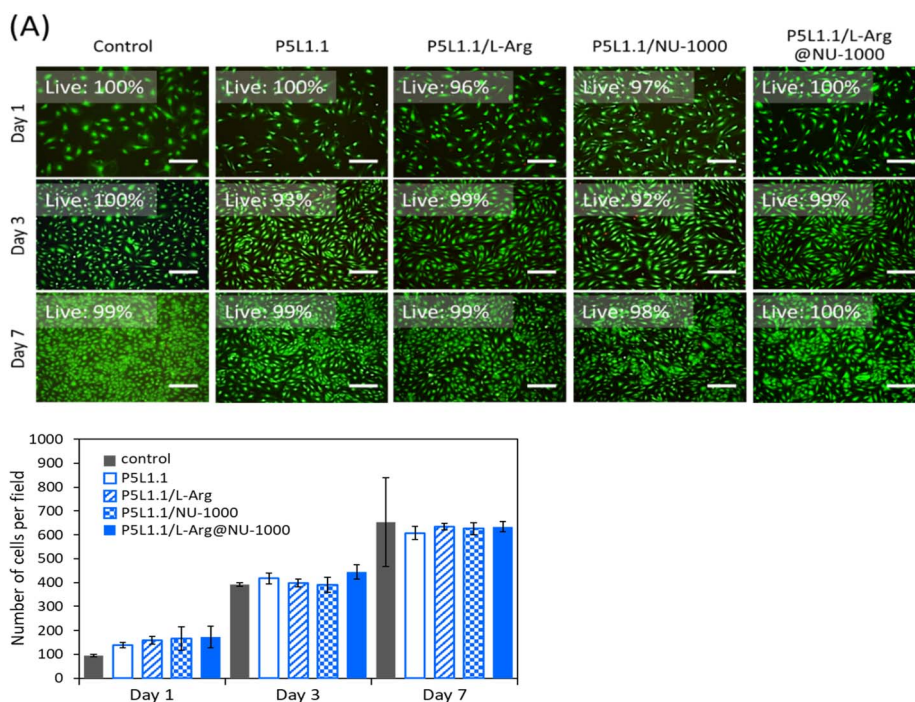 (A)
Control P5L1.1 P5L1.1/L-Arg P5L1.1/NU-1000 P5L1.1/L-Arg
@NU-1000
Day 1
Live: 100% Live: 100% Live: 96% Live: 97% Live: 100%
Day 3
Live: 100% Live: 93% Live: 99% Live: 92% Live: 99%
Day 7
Live: 99% Live: 99% Live: 99% Live: 98% Live: 100%
Number of cells per field
1000
900
800
700
600
500
400
300
200
100
0
control
P5L1.1
P5L1.1/L-Arg
P5L1.1/NU-1000
P5L1.1/L-Arg@NU-1000
Day 1 Day 3 Day 7